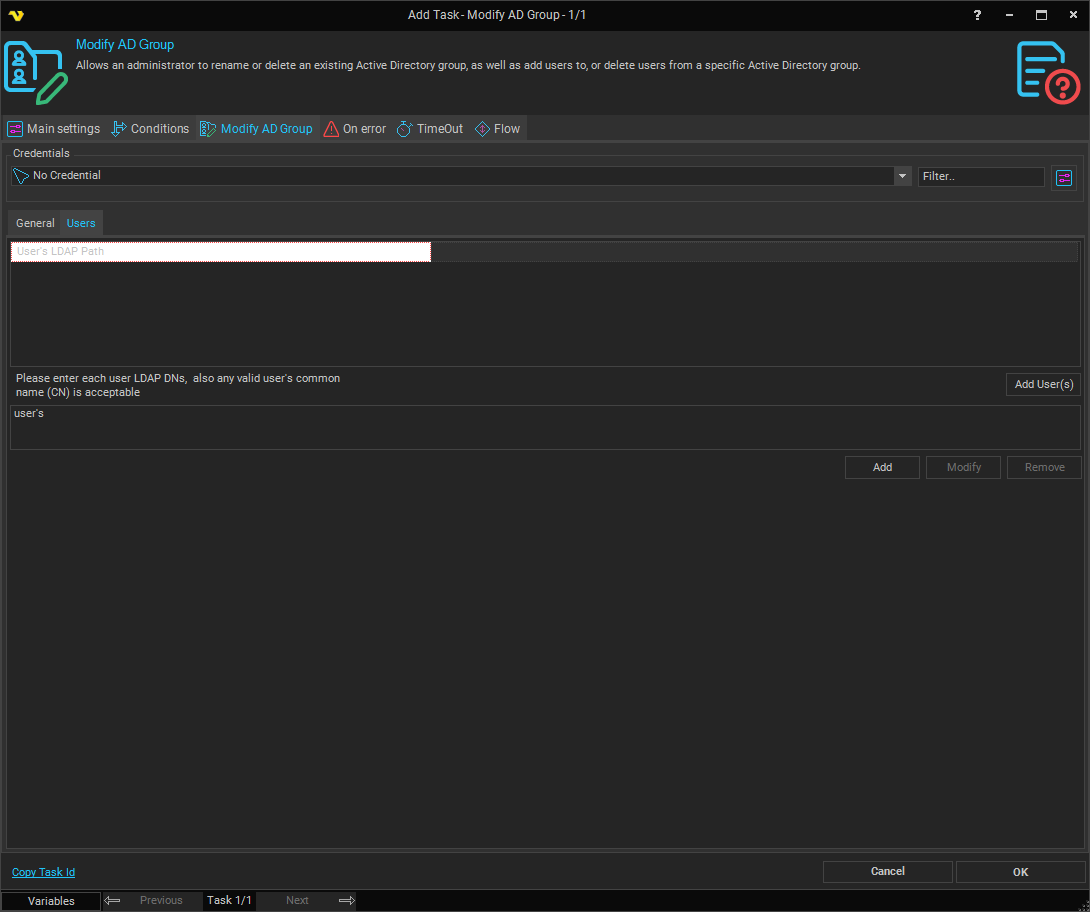 Add Task - Modify AD Group - 1/1
Modify AD Group
Allows an administrator to rename or delete an existing Active Directory group, as well as add users to, or delete users from a specific Active Directory group.
Main settings Conditions Modify AD Group On error TimeOut Flow
Credentials
No Credential Filter..
General Users
User's LDAP Path
Please enter each user LDAP DNs, also any valid user's common
name (CN) is acceptable
Add User(s)
user's
Add Modify Remove
Copy Task Id Cancel OK
Variables Previous Task 1/1 Next